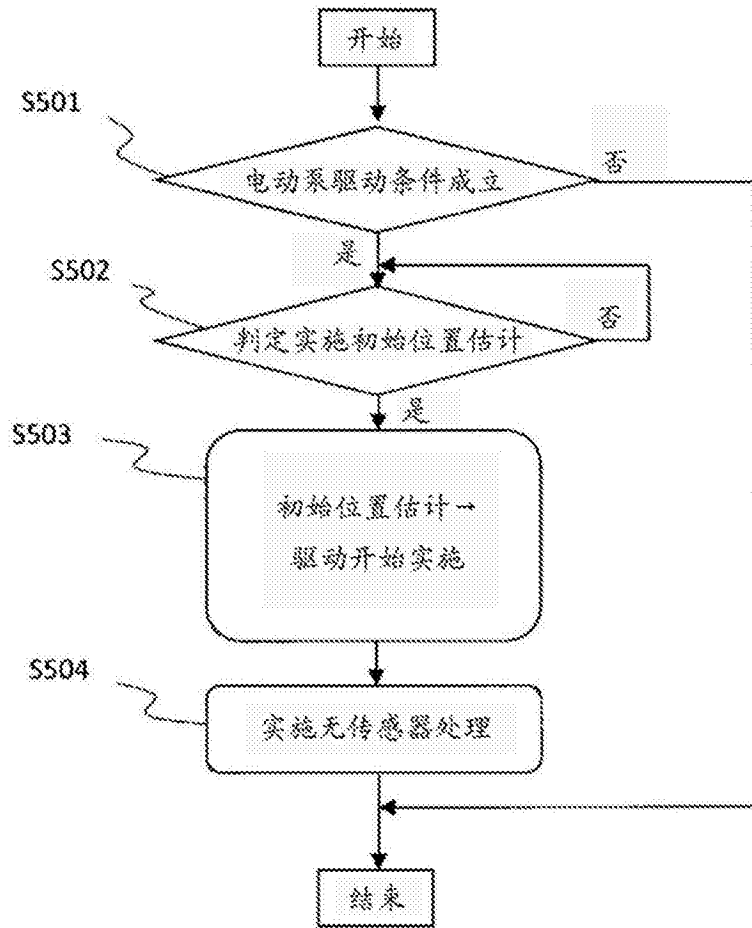 开始
S501
电动泵驱动条件成立
否
是
S502
判定实施初始位置估计
否
是
S503
初始位置估计→
驱动开始实施
S504
实施无传感器处理
结束